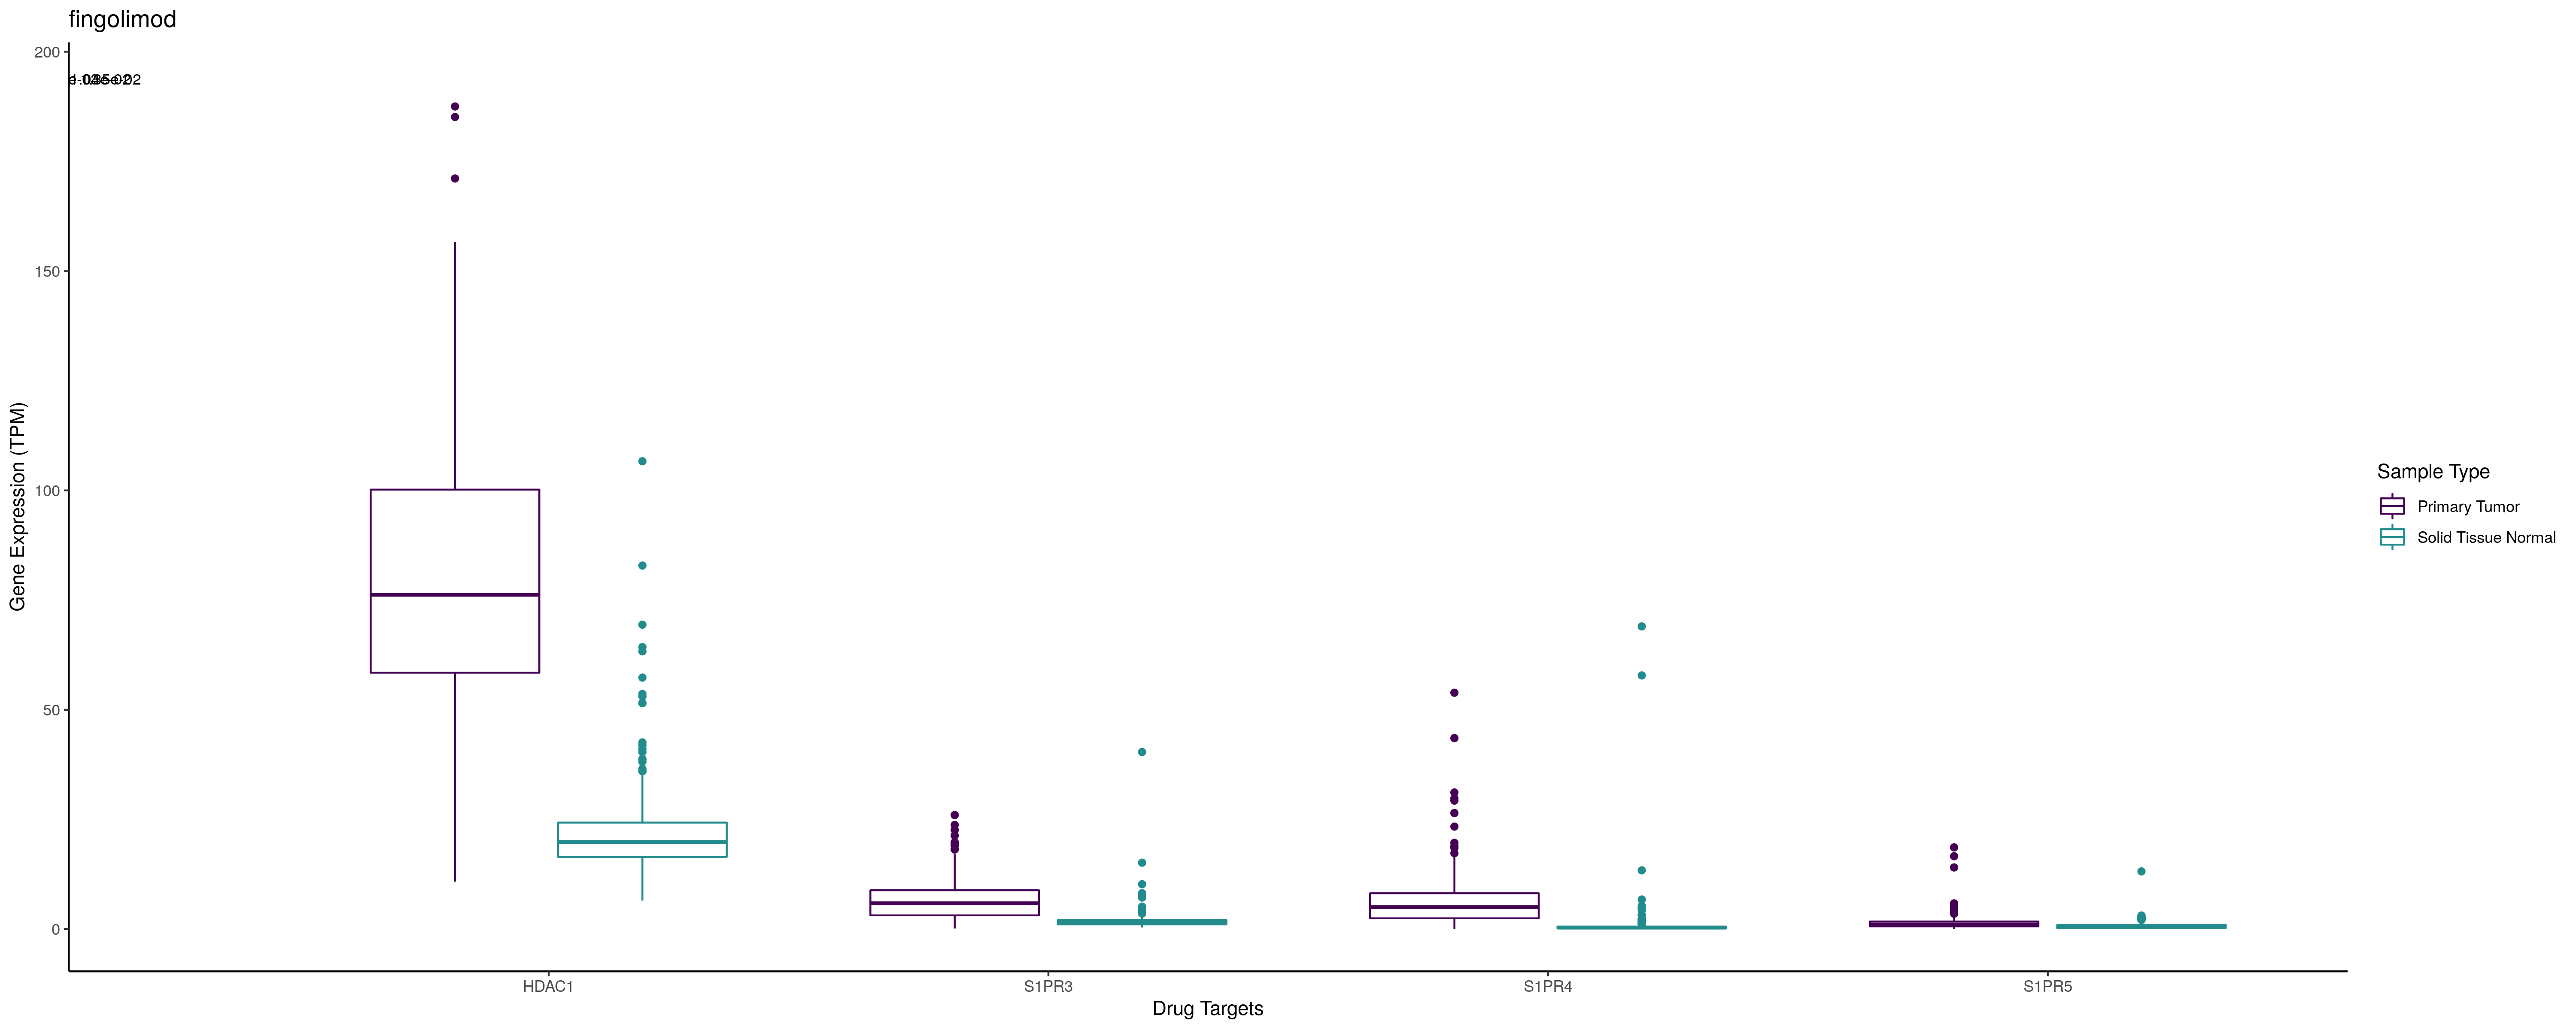 fingolimod
200
150
100
50
0
Gene Expression (TPM)
HDAC1
S1PR3
S1PR4
S1PR5
Drug Targets
Sample Type
Primary Tumor
Solid Tissue Normal